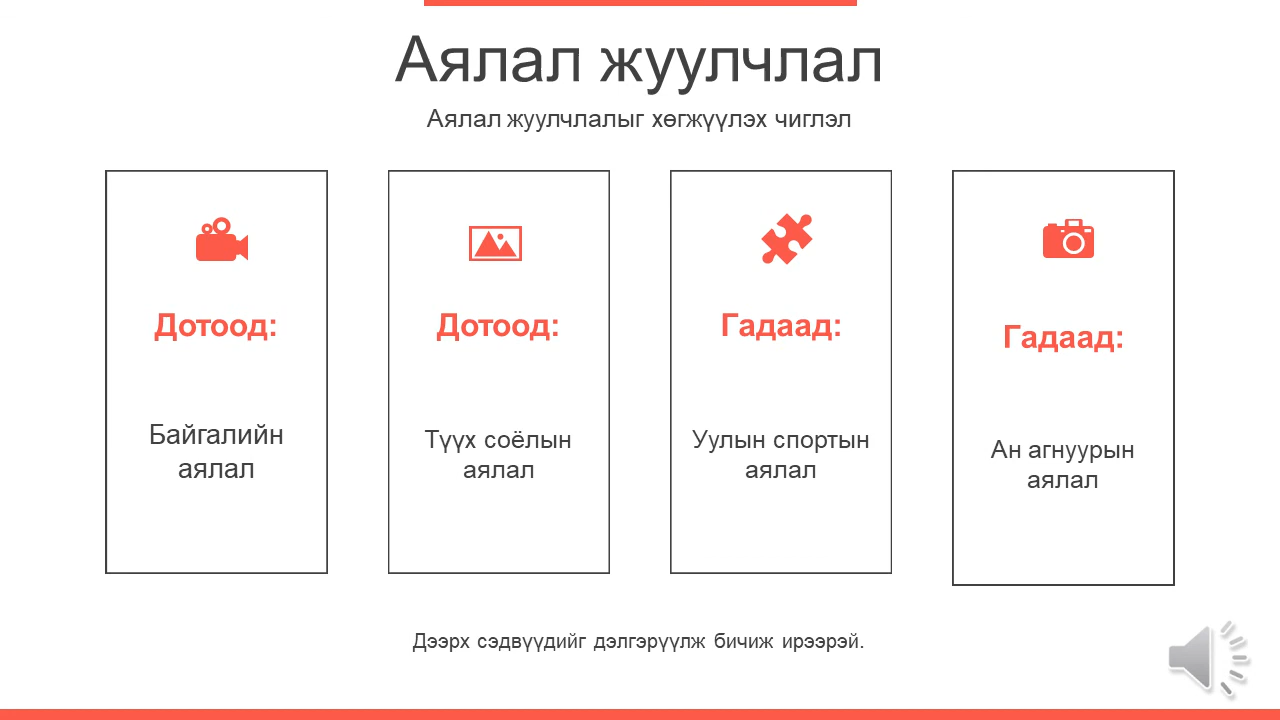 Аялал жуулчлал
Аялал жуулчлалыг хөгжүүлэх чиглэл
Дотоод:
Байгалийн
аялал
Дотоод:
Түүх соёлын
аялал
Гадаад:
Уулын спортын
аялал
Гадаад:
Ан агнуурын
аялал
Дээрх сэдвүүдийг дэлгэрүүлж бичиж ирээрэй.